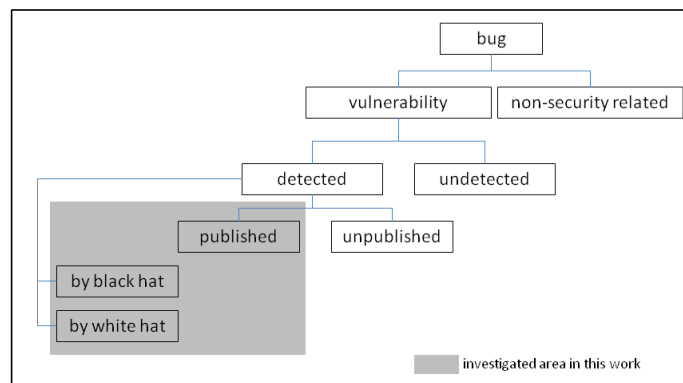 bug
vulnerability
non-security related
detected
undetected
published
unpublished
by black hat
by white hat
investigated area in this work